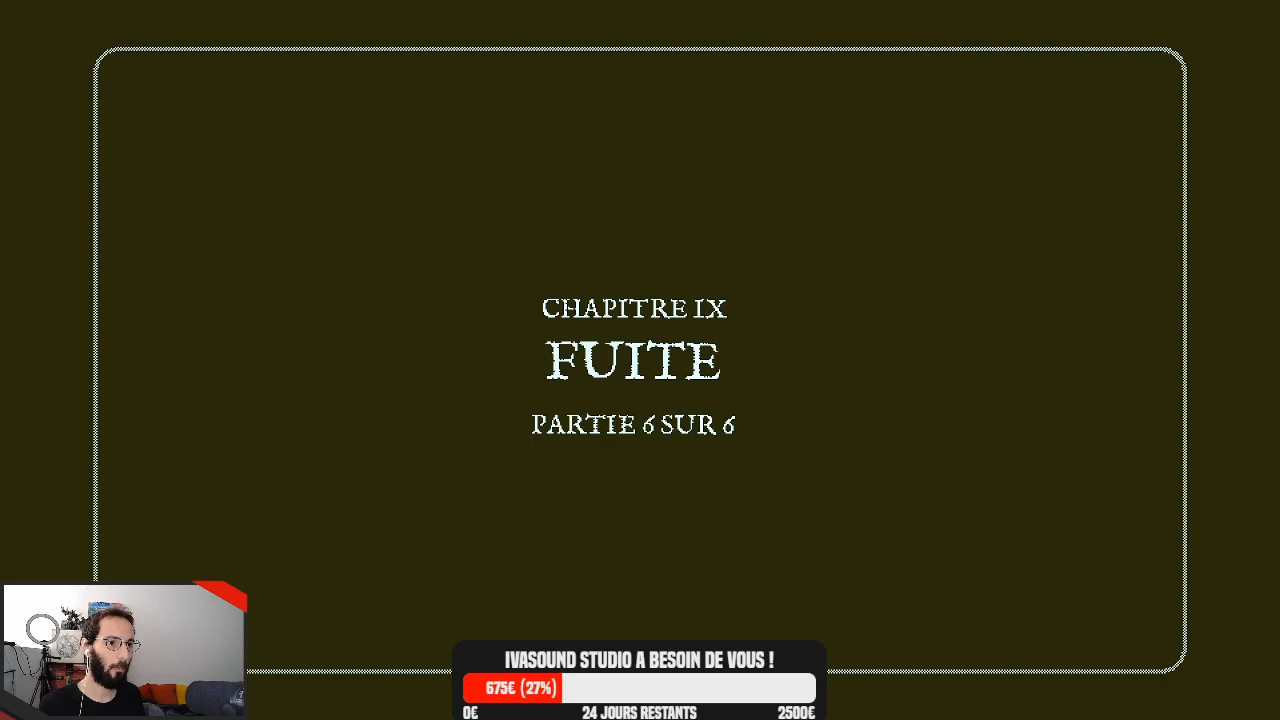 CHAPITRE IX
FUITE
PARTIE 6 SUR 6
IVASOUND STUDIO A BESOIN DE VOUS !
675€ (27%)
0€ 24 JOURS RESTANTS 2500€